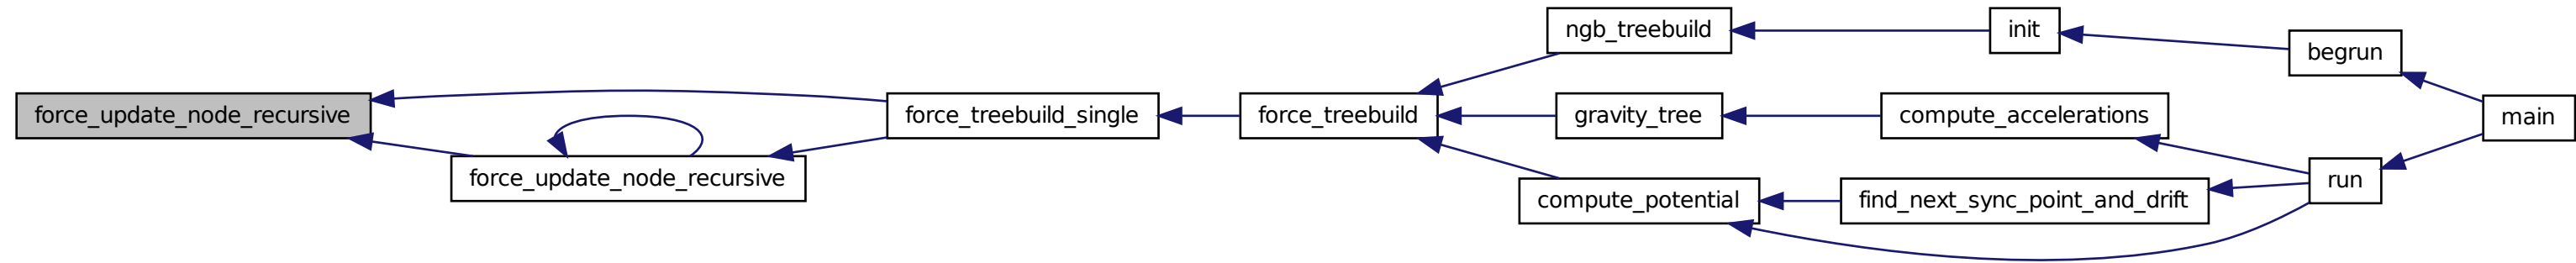 force_update_node_recursive
force_update_node_recursive
force_treebuild_single
force_treebuild
ngb_treebuild
gravity_tree
compute_potential
init
compute_accelerations
find_next_sync_point_and_drift
begrun
run
main